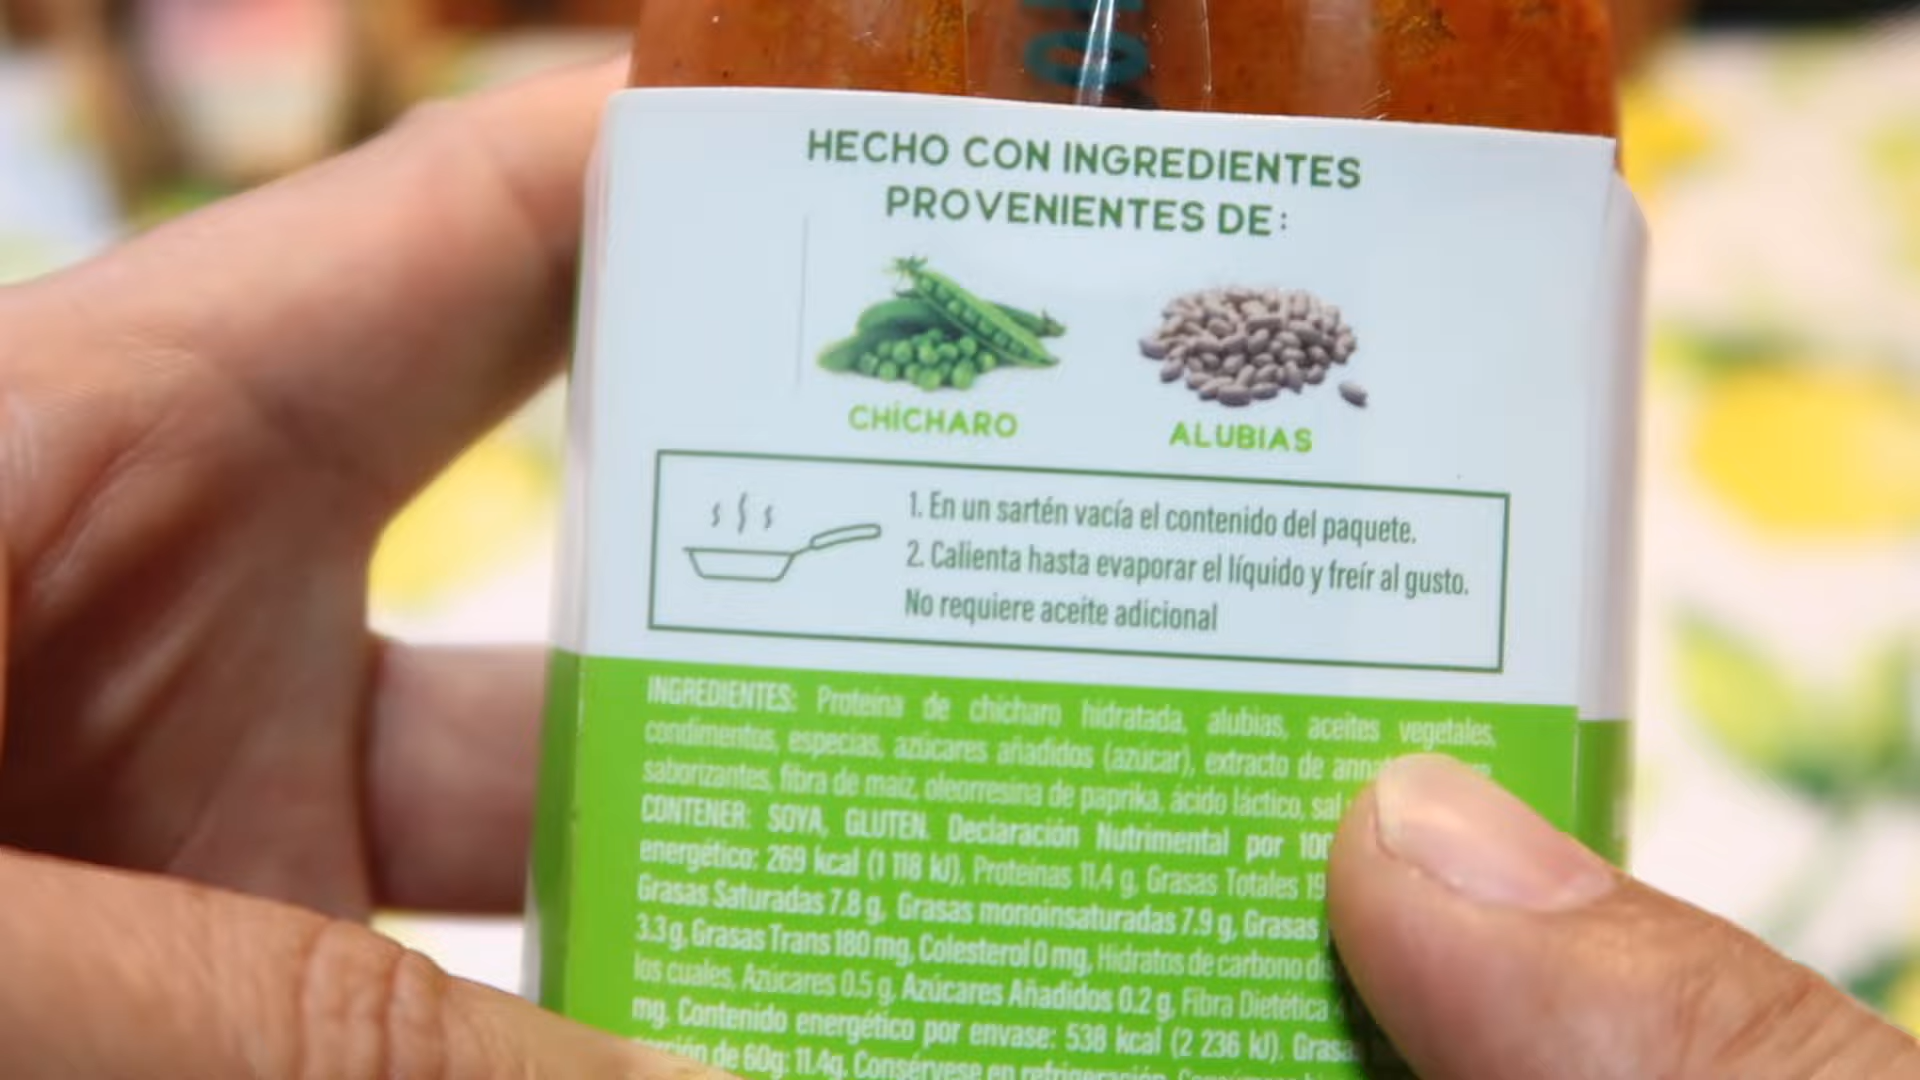 HECHO CON INGREDIENTES
PROVENIENTES DE:
CHÍCHARO
ALUBIAS
1. En un sartén vacía el contenido del paquete.
2. Calienta hasta evaporar el líquido y freír al gusto.
No requiere aceite adicional
INGREDIENTES: Proteína de chícharo hidratada, alubias, aceites vegetales,
condimentos, especias, azúcares añadidos (azúcar), extracto de
saborizantes, fibra de maíz, oleorresina de paprika, ácido láctico, sal
CONTENER: SOYA, GLUTEN. Declaración Nutrimental por
energético: 269 kcal (1 118 kJ), Proteínas 11.4 g, Grasas Totales
Grasas Saturadas 7.8 g, Grasas monoinsaturadas 7.9 g, Grasas
3.3 g, Grasas Trans 180 mg, Colesterol 0 mg, Hidratos de carbono
los cuales, Azúcares 0.5 g, Azúcares Añadidos 0.2 g, Fibra Dietética
mg. Contenido energético por envase: 538 kcal (2 236 kJ).
de 60g: 11.4g. Consérvese en refrigeración.